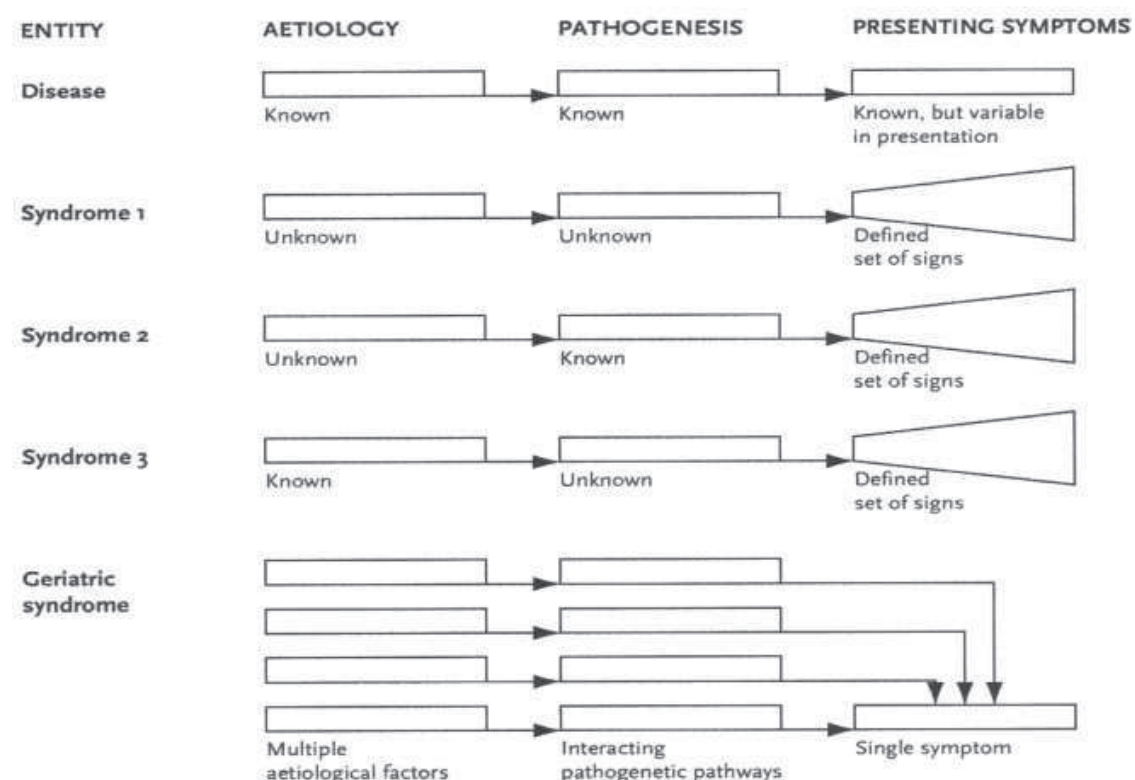 ENTITY AETIOLOGY PATHOGENESIS PRESENTING SYMPTOMS
Disease
Known Known Known, but variable
in presentation
Syndrome 1
Unknown Unknown Defined
set of signs
Syndrome 2
Unknown Known Defined
set of signs
Syndrome 3
Known Unknown Defined
set of signs
Geriatric
syndrome
Multiple Interacting Single symptom
aetiological factors pathogenetic pathways